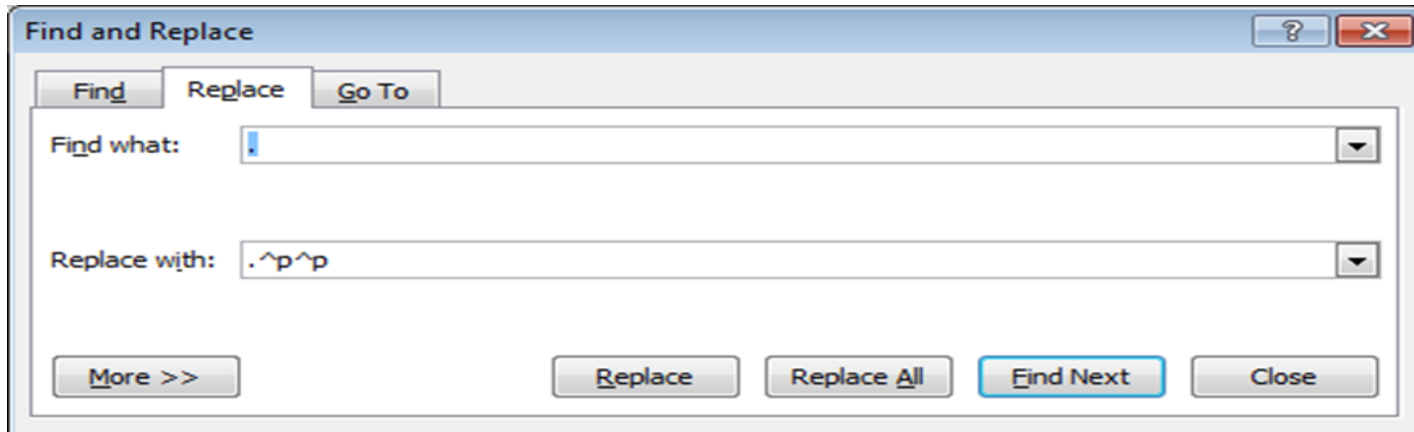 Find and Replace
Find Replace Go To
Find what: .
Replace with: .^p^p
More >> Replace Replace All Find Next Close